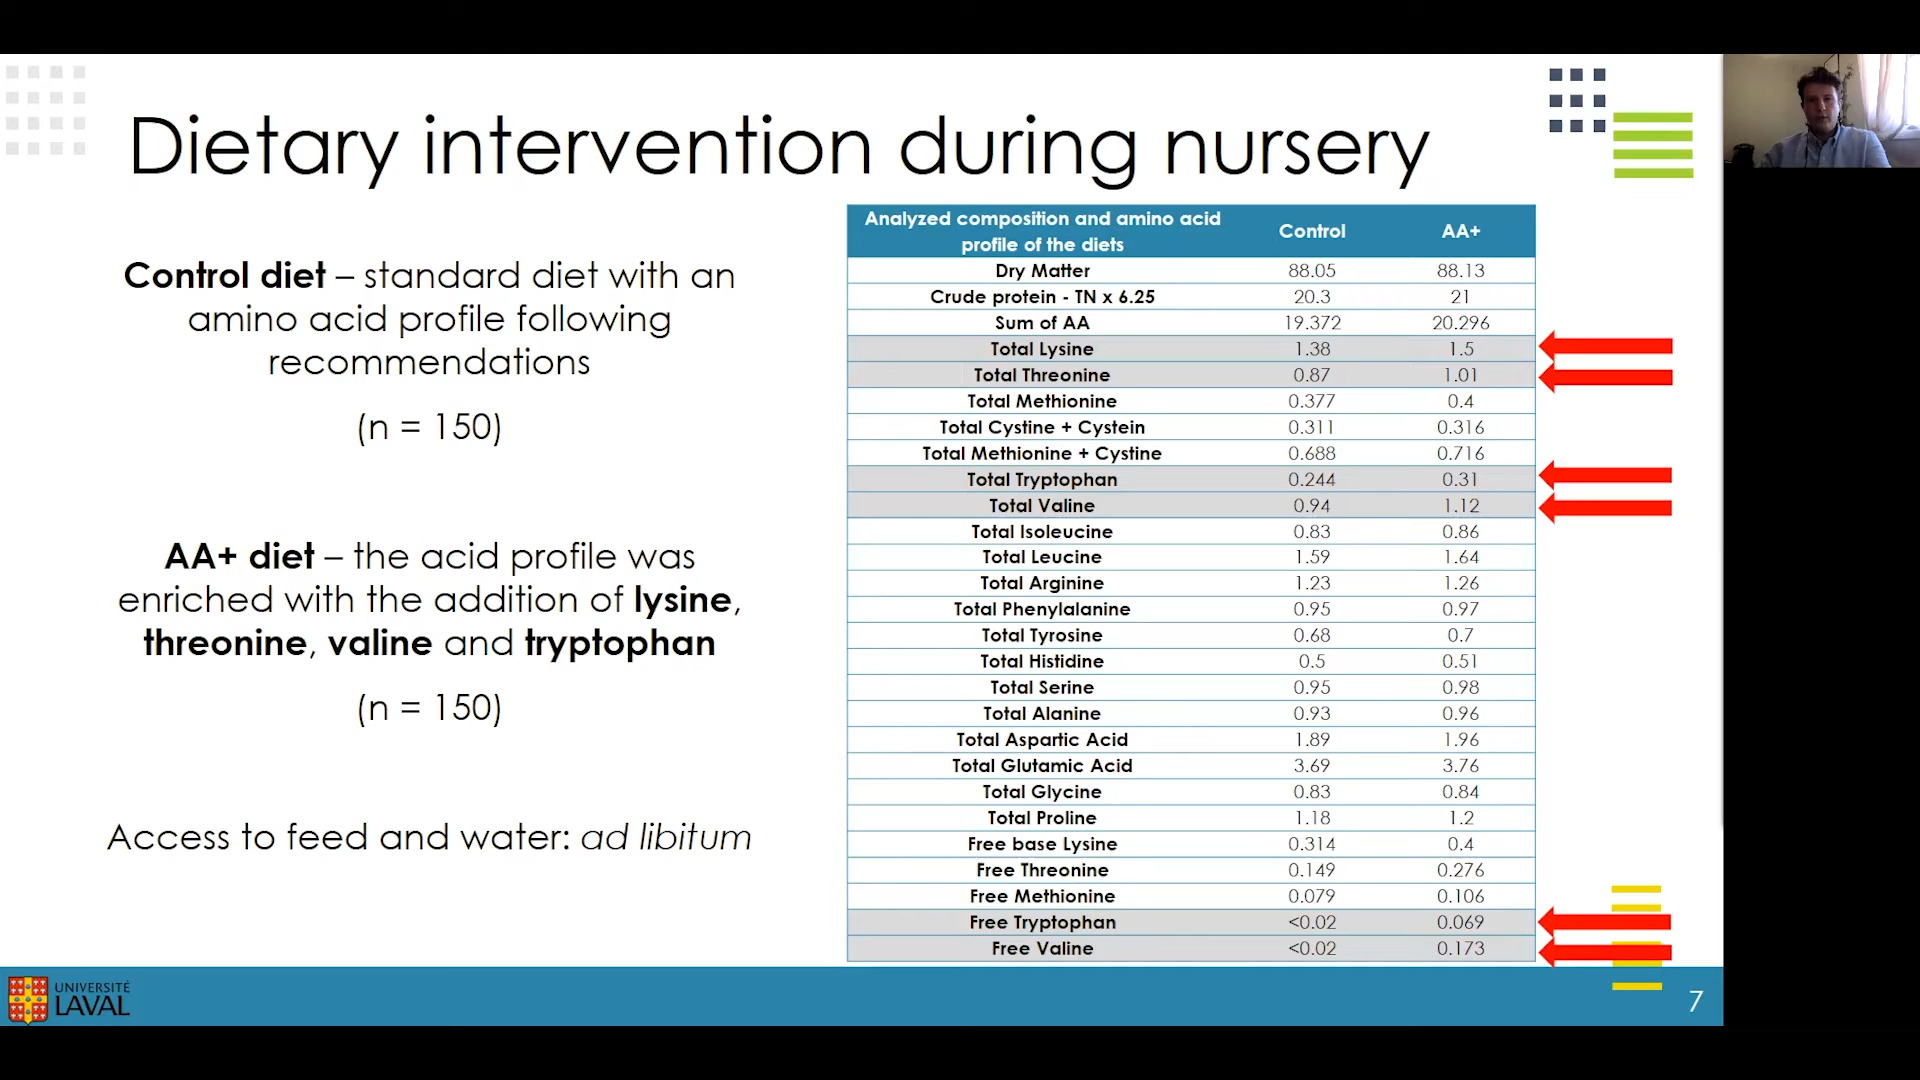 Dietary intervention during nursery
Control diet – standard diet with an
amino acid profile following
recommendations
(n = 150)
AA+ diet – the acid profile was
enriched with the addition of lysine,
threonine, valine and tryptophan
(n = 150)
Access to feed and water: ad libitum
Analyzed composition and amino acid
profile of the diets Control AA+
Dry Matter 88.05 88.13
Crude protein - TN x 6.25 20.3 21
Sum of AA 19.372 20.296
Total Lysine 1.38 1.5
Total Threonine 0.87 1.01
Total Methionine 0.377 0.4
Total Cystine + Cystein 0.311 0.316
Total Methionine + Cystine 0.688 0.716
Total Tryptophan 0.244 0.31
Total Valine 0.94 1.12
Total Isoleucine 0.83 0.86
Total Leucine 1.59 1.64
Total Arginine 1.23 1.26
Total Phenylalanine 0.95 0.97
Total Tyrosine 0.68 0.7
Total Histidine 0.5 0.51
Total Serine 0.95 0.98
Total Alanine 0.93 0.96
Total Aspartic Acid 1.89 1.96
Total Glutamic Acid 3.69 3.76
Total Glycine 0.83 0.84
Total Proline 1.18 1.2
Free base Lysine 0.314 0.4
Free Threonine 0.149 0.276
Free Methionine 0.079 0.106
Free Tryptophan <0.02 0.069
Free Valine <0.02 0.173
UNIVERSITÉ
LAVAL
7